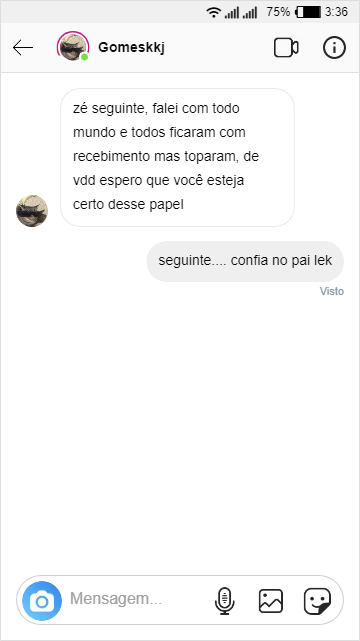 75% 3:36
Gomeskkj
zé seguinte, falei com todo
mundo e todos ficaram com
recebimento mas toparam, de
vdd espero que você esteja
certo desse papel
seguinte.... confia no pai lek
Visto
Mensagem...